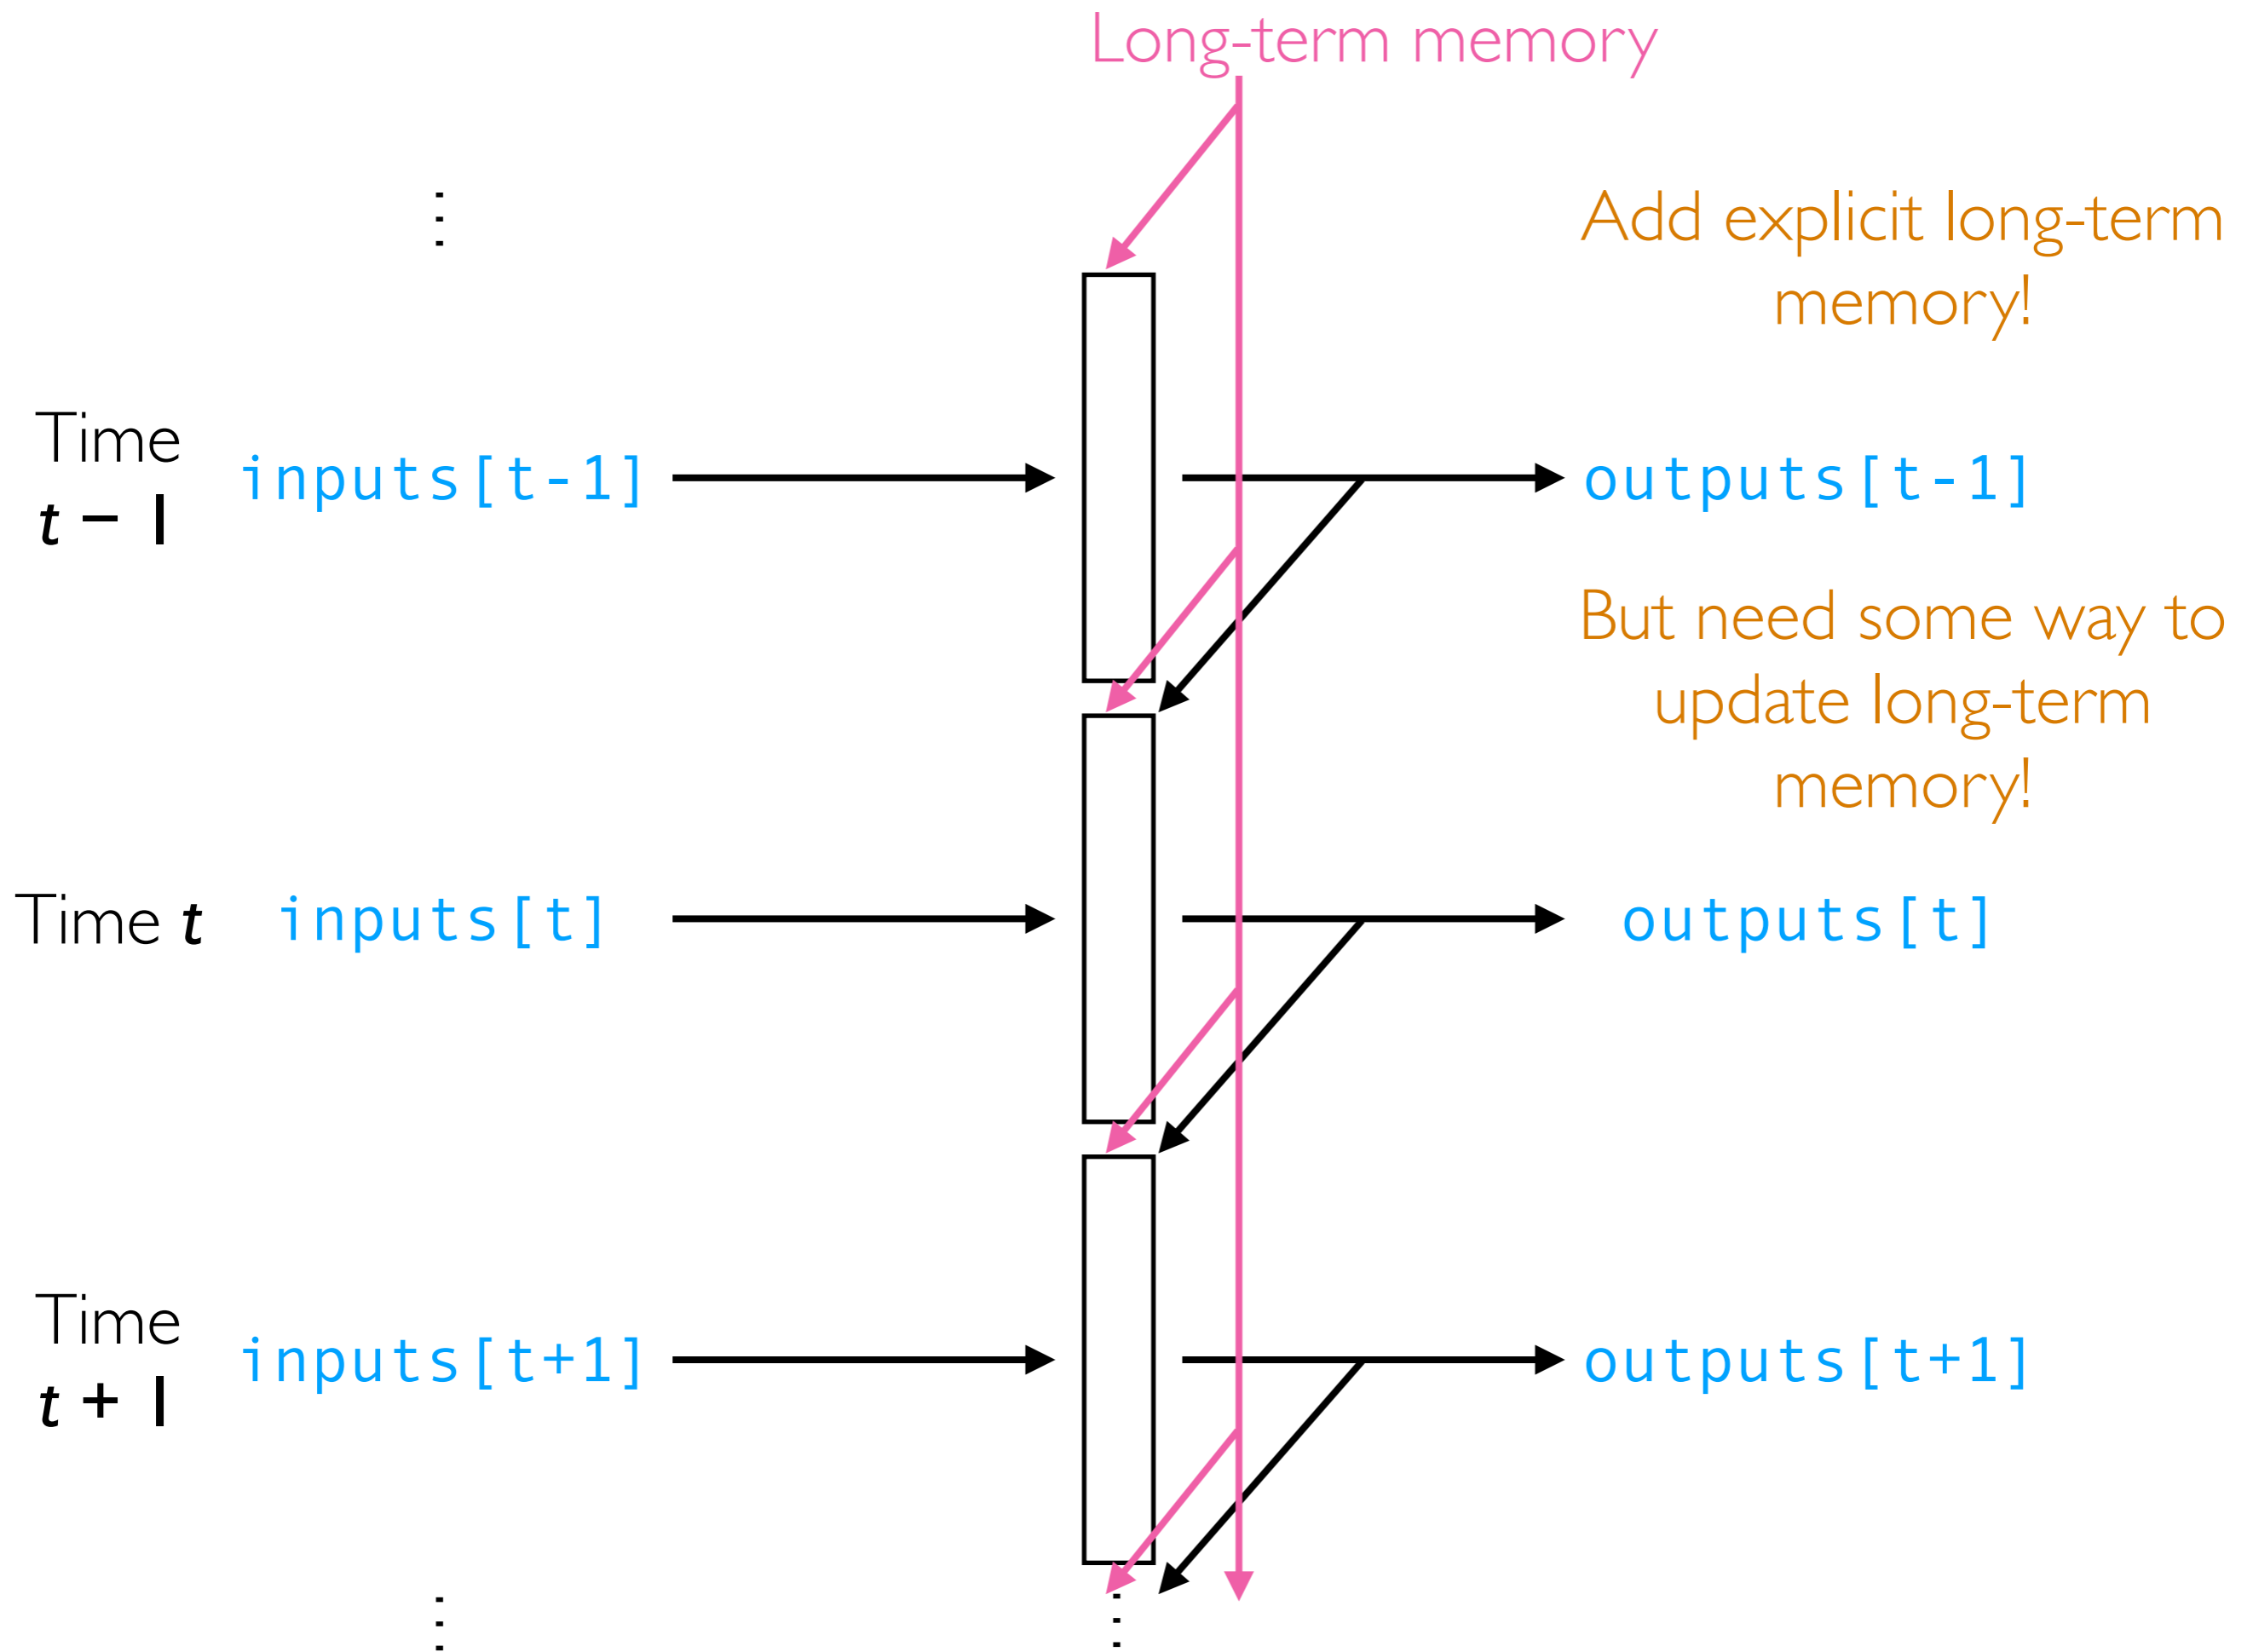 Long-term memory
Add explicit long-term
memory!
Time
t – 1
inputs[t-1]
outputs[t-1]
But need some way to
update long-term
memory!
Time t
inputs[t]
outputs[t]
Time
t + 1
inputs[t+1]
outputs[t+1]